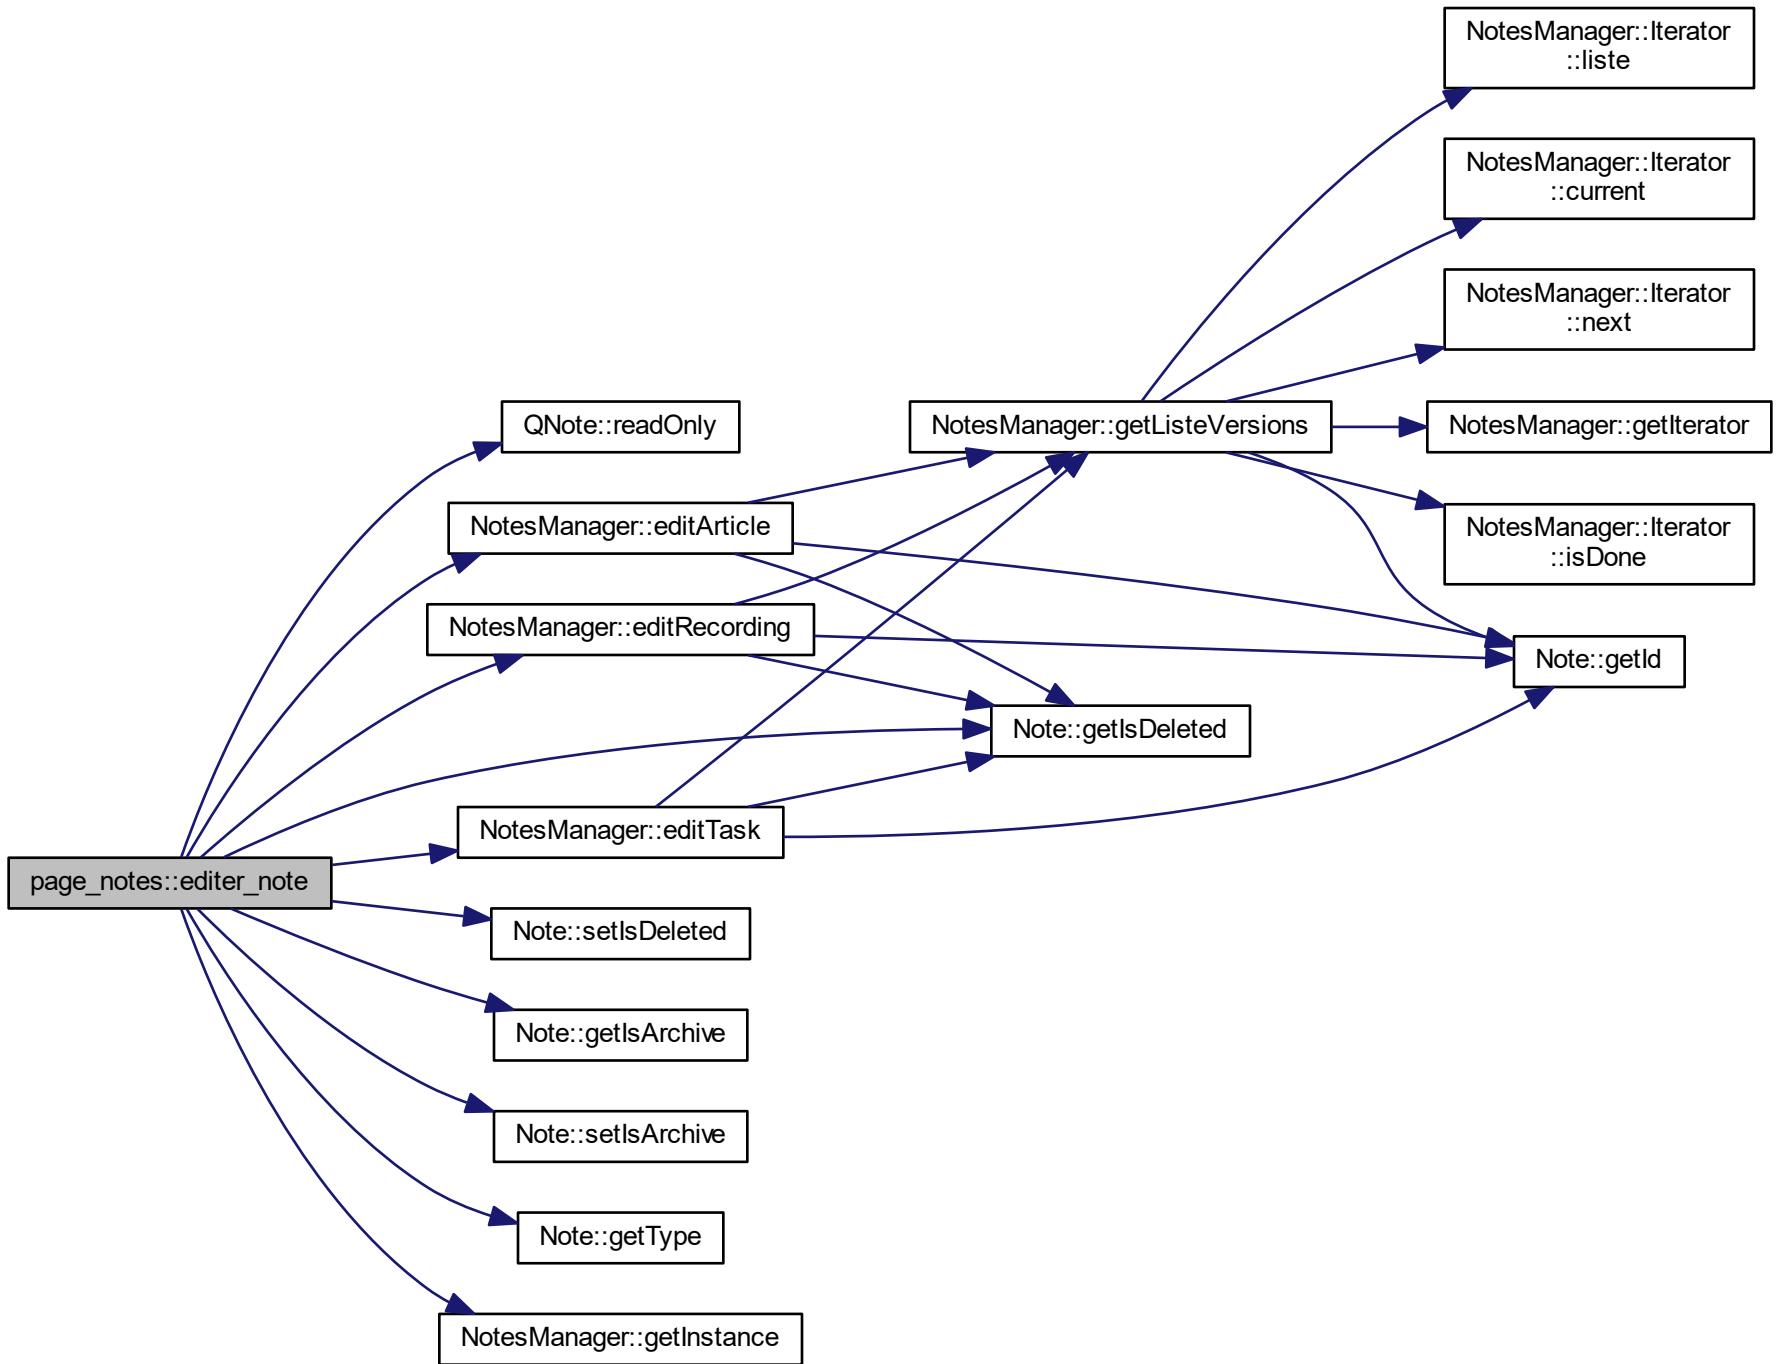 NotesManager::Iterator
::liste
NotesManager::Iterator
::current
NotesManager::Iterator
::next
QNote::readOnly
NotesManager::getListeVersions
NotesManager::getIterator
NotesManager::editArticle
NotesManager::Iterator
::isDone
NotesManager::editRecording
Note::getId
Note::getIsDeleted
NotesManager::editTask
page_notes::editer_note
Note::setIsDeleted
Note::getIsArchive
Note::setIsArchive
Note::getType
NotesManager::getInstance